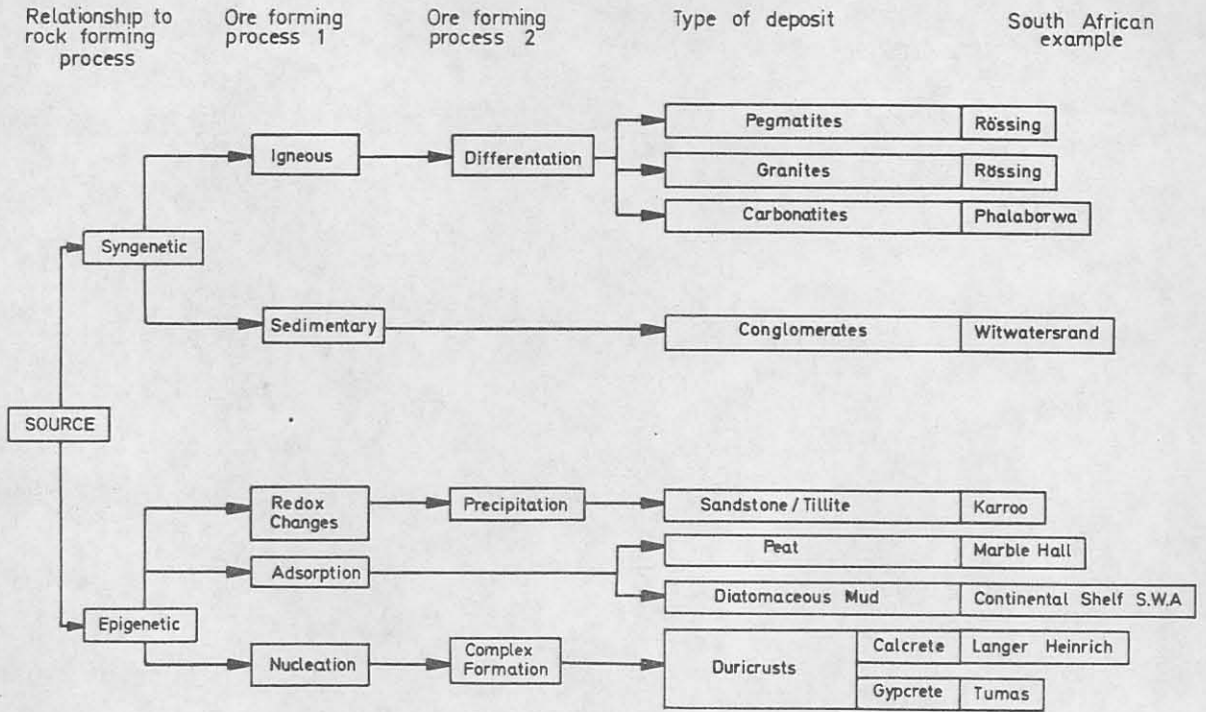 Relationship to
rock forming
process
Ore forming
process 1
Ore forming
process 2
Type of deposit
South African
example
Pegmatites
Rössing
Igneous
Differentation
Granites
Rössing
Carbonatites
Phalaborwa
Syngenetic
Sedimentary
Conglomerates
Witwatersrand
SOURCE
Redox
Changes
Precipitation
Sandstone / Tillite
Karroo
Adsorption
Peat
Marble Hall
Diatomaceous Mud
Continental Shelf S.W.A
Epigenetic
Nucleation
Complex
Formation
Duricrusts
Calcrete
Langer Heinrich
Gypcrete
Tumas